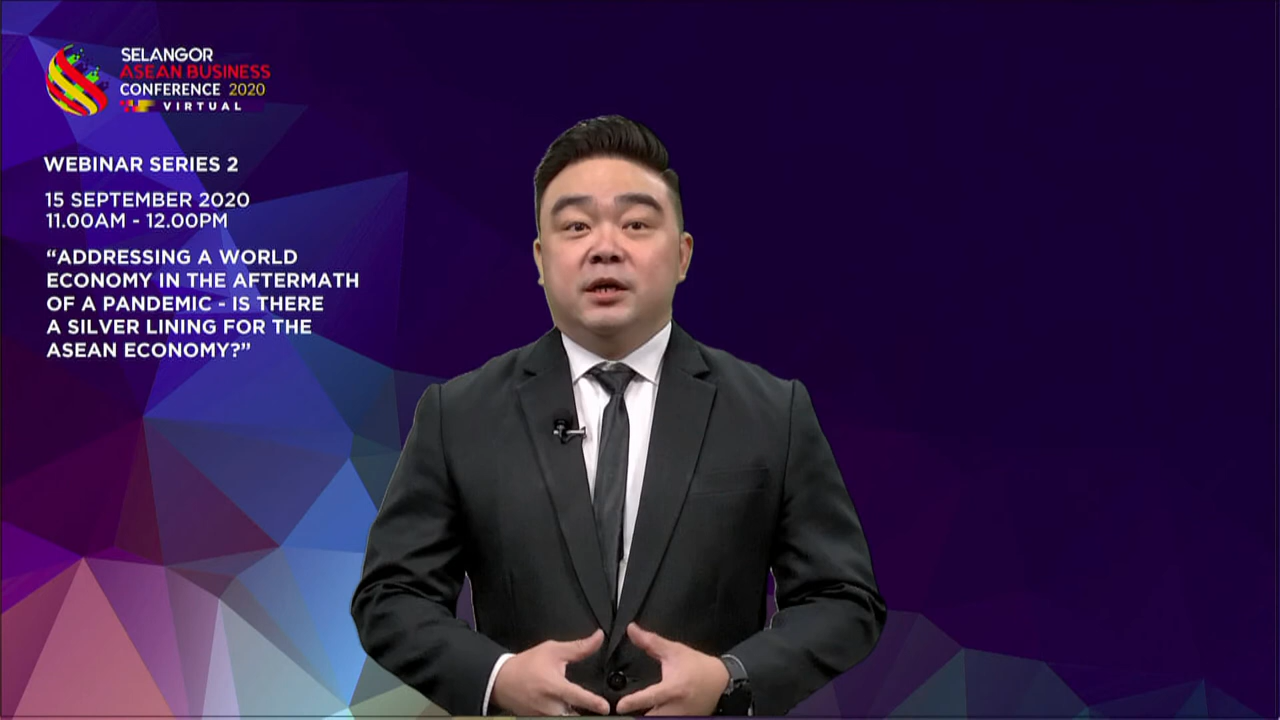 SELANGOR
ASEAN BUSINESS
CONFERENCE 2020
VIRTUAL
WEBINAR SERIES 2
15 SEPTEMBER 2020
11.00AM - 12.00PM
“ADDRESSING A WORLD
ECONOMY IN THE AFTERMATH
OF A PANDEMIC - IS THERE
A SILVER LINING FOR THE
ASEAN ECONOMY?”